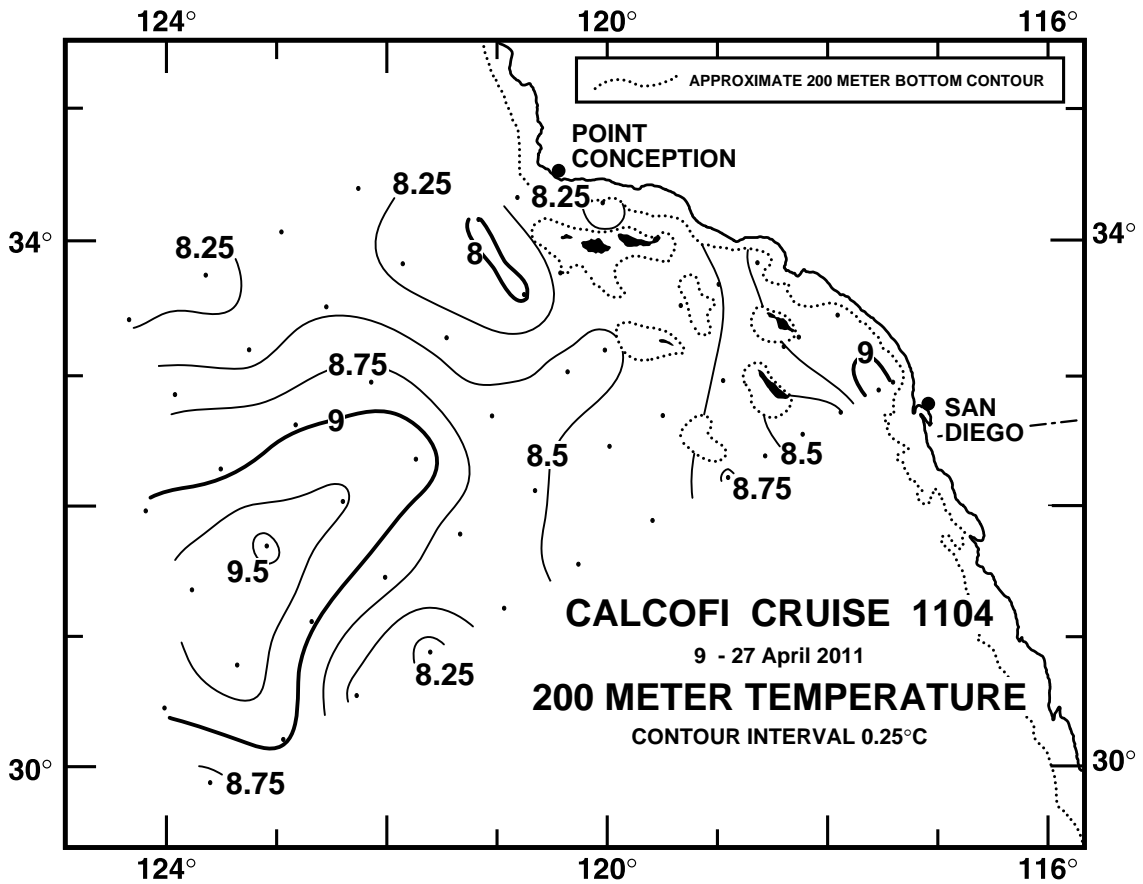 124° 120° 116°
APPROXIMATE 200 METER BOTTOM CONTOUR
POINT
CONCEPTION
8.25
8.25
34°
8.25
8
34°
8.75
9
9
SAN
DIEGO
8.5
8.5
8.75
9.5
CALCOFI CRUISE 1104
9 - 27 April 2011
8.25
200 METER TEMPERATURE
CONTOUR INTERVAL 0.25°C
30°
8.75
30°
124° 120° 116°